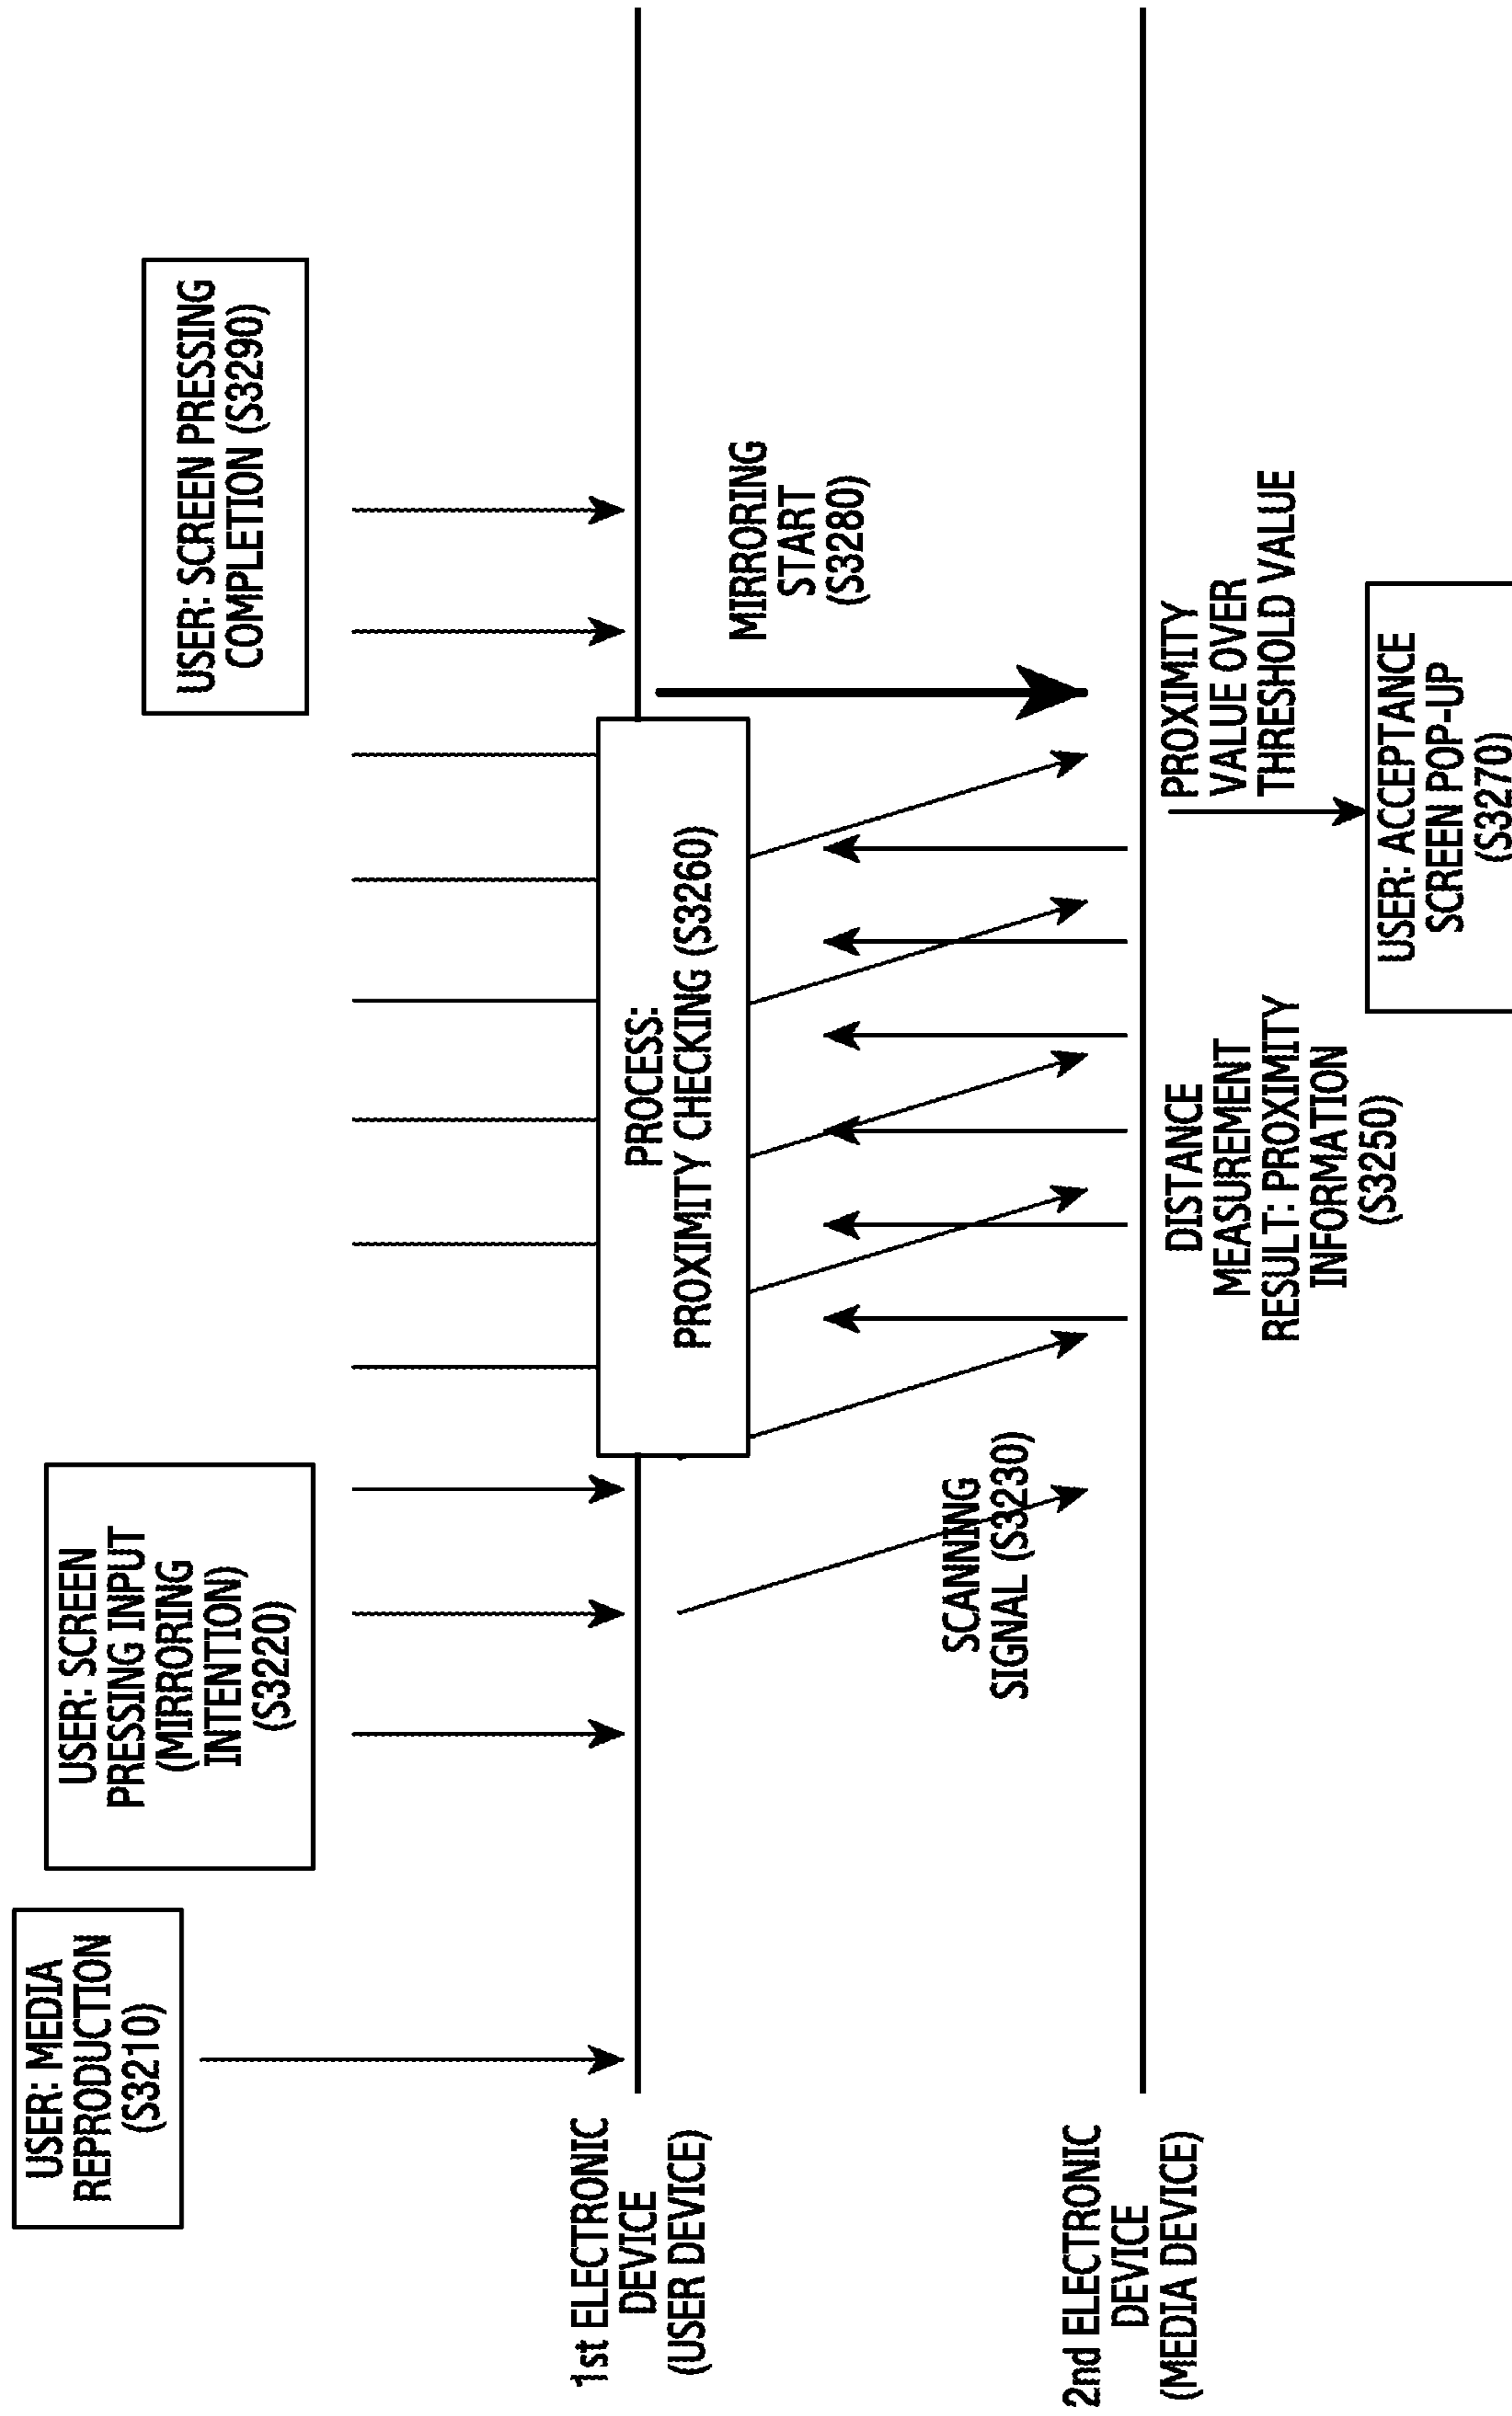 USER: MEDIA
REPRODUCTION
(S3210)
USER: SCREEN
PRESSING INPUT
(MIRRORING
INTENTION)
(S3220)
USER: SCREEN PRESSING
COMPLETION (S3290)
1st ELECTRONIC
DEVICE
(USER DEVICE)
PROCESS:
PROXIMITY CHECKING (S3260)
MIRRORING
START
(S3280)
SCANNING
SIGNAL (S3230)
2nd ELECTRONIC
DEVICE
(MEDIA DEVICE)
DISTANCE
MEASUREMENT
RESULT: PROXIMITY
INFORMATION
(S3250)
PROXIMITY
VALUE OVER
THRESHOLD VALUE
USER: ACCEPTANCE
SCREEN POP-UP
(S3270)